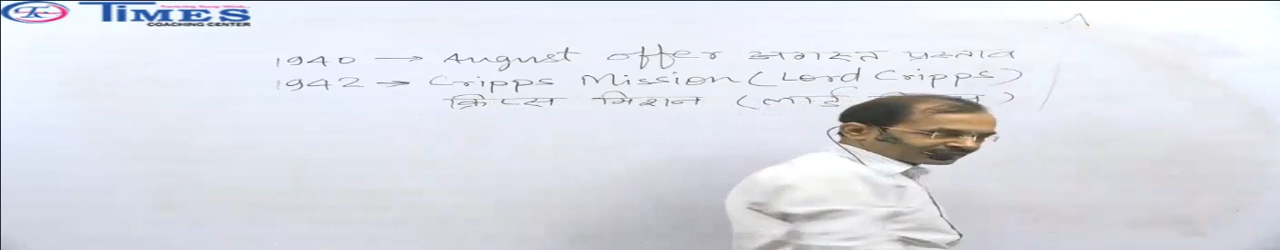 TIMES
COACHING CENTER
1940 → August offer अगस्त प्रस्ताव
1942 → Cripps Mission (Lord Cripps)
क्रिप्स मिशन (लार्ड